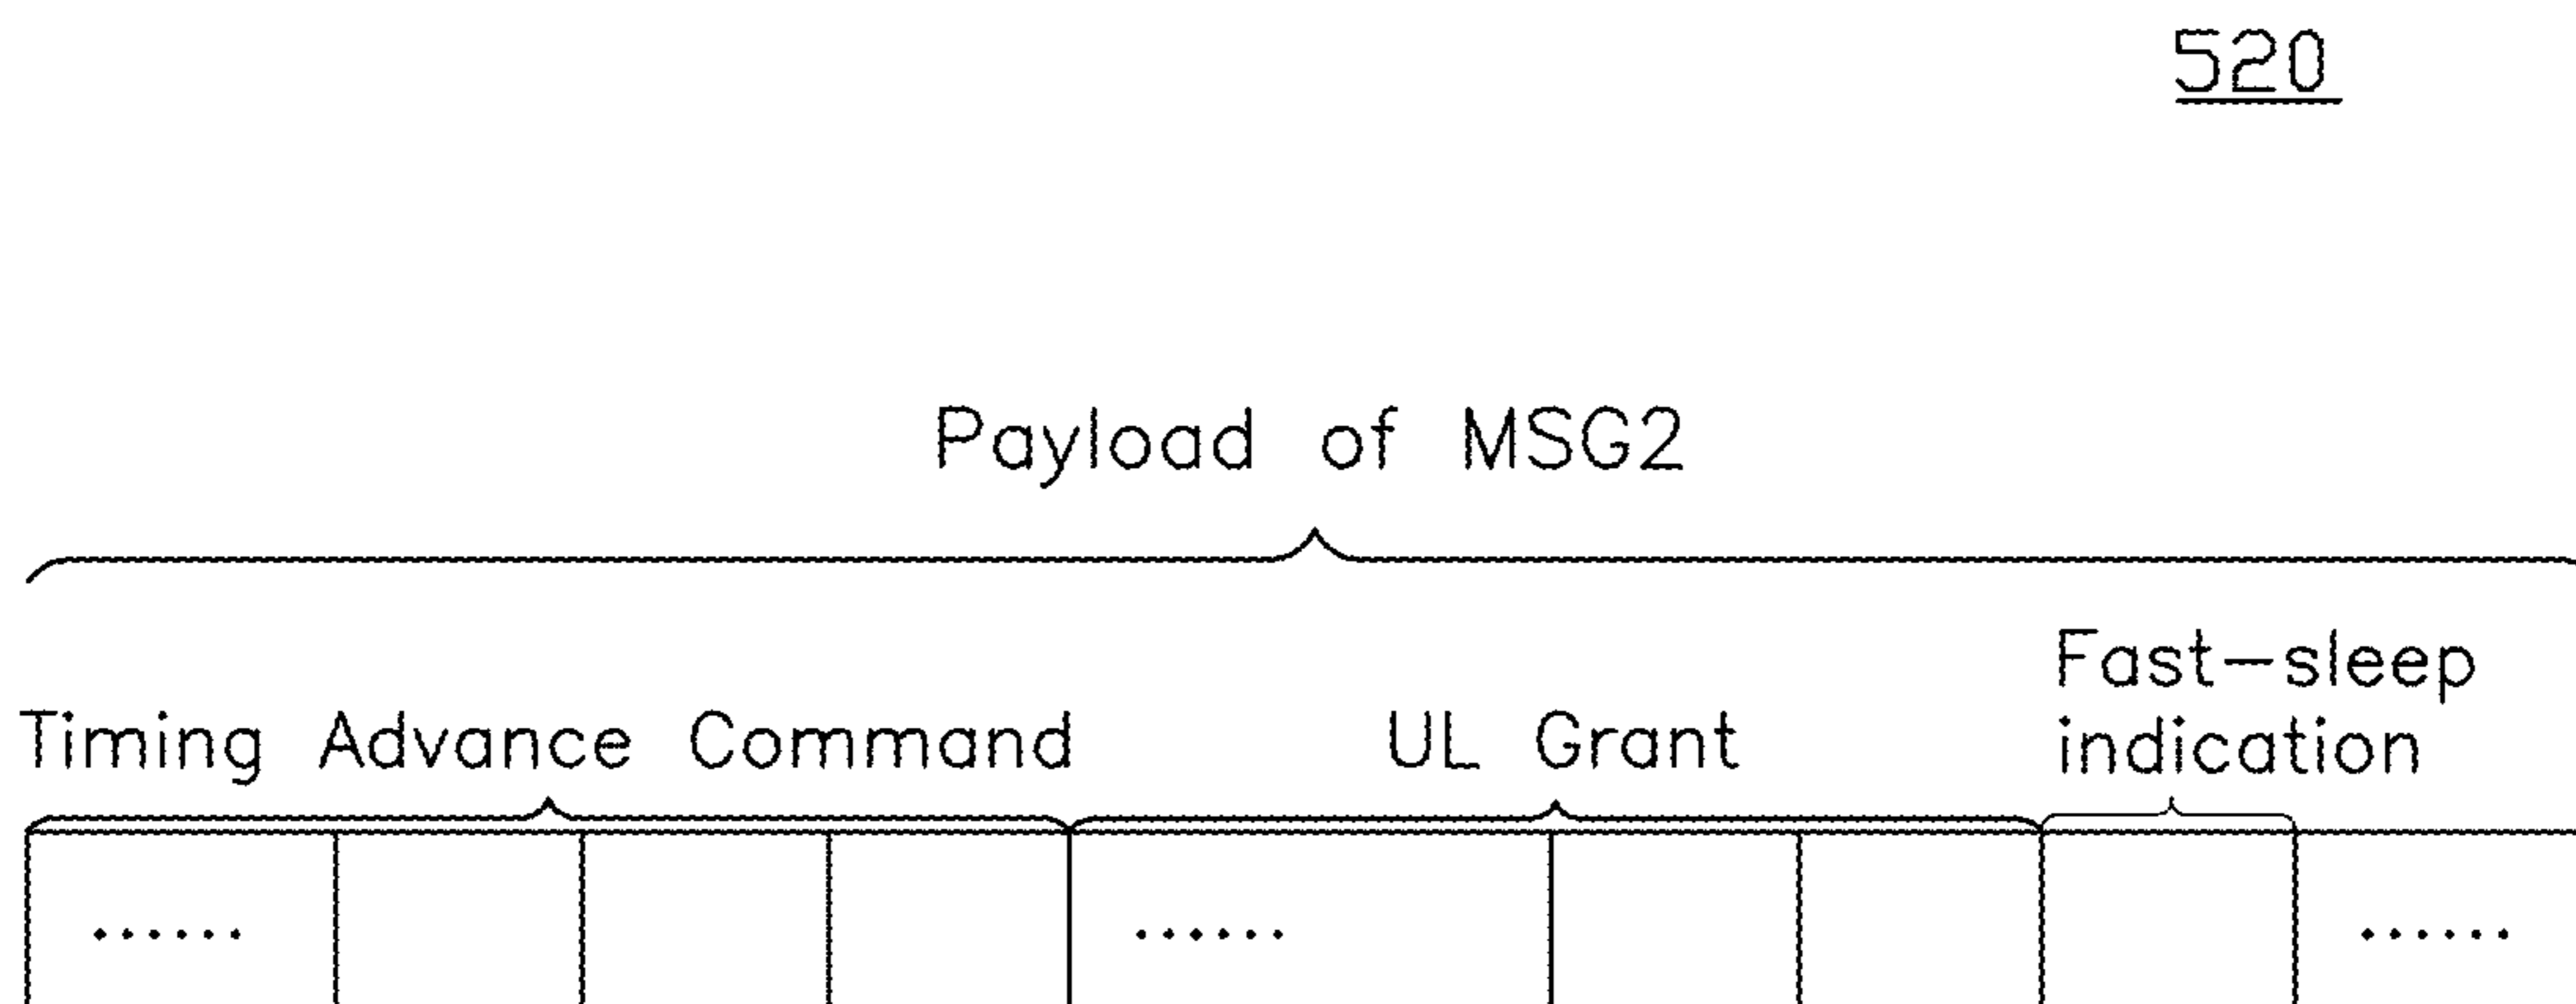 520
Payload of MSG2
Fast-sleep
Timing Advance Command UL Grant indication
...... ...... ......